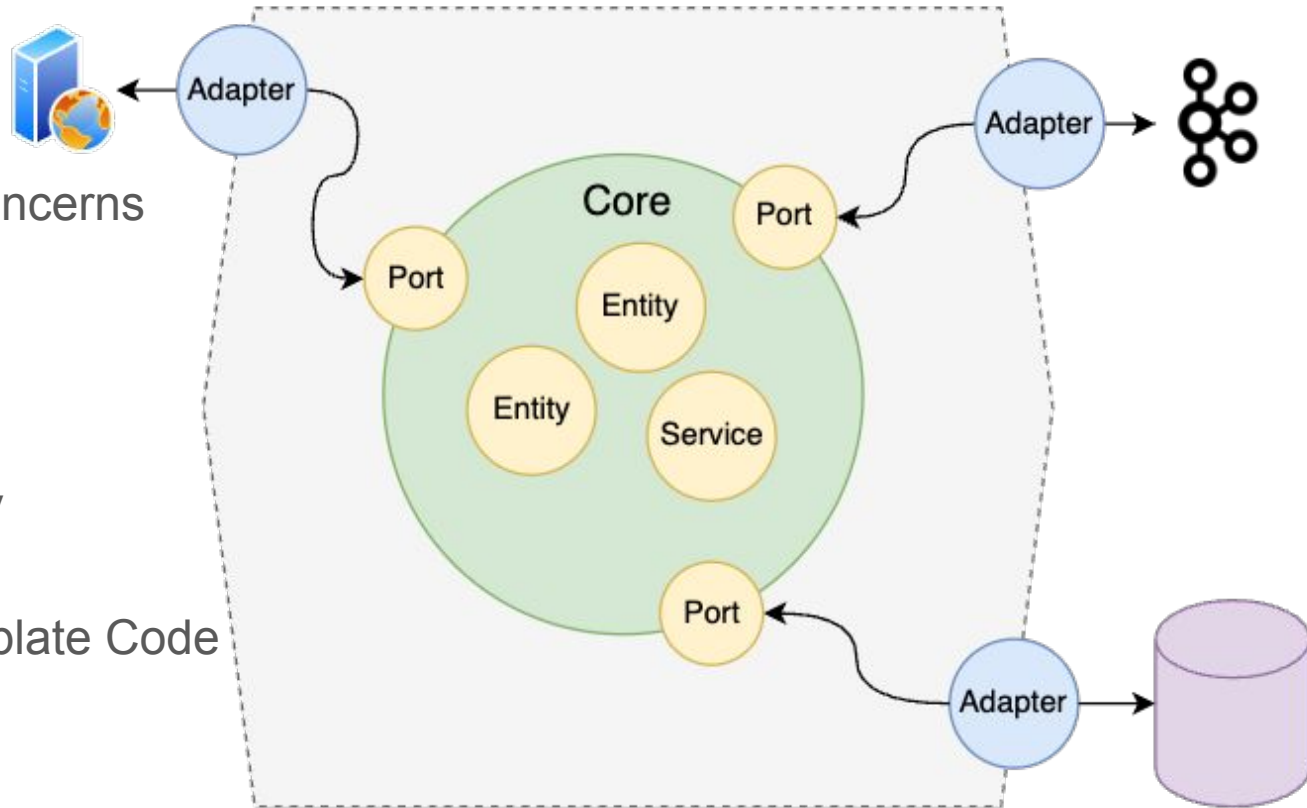 Adapter
Adapter
ncerns
Core
Port
Port
Entity
Entity
Service
y
Port
plate Code
Adapter